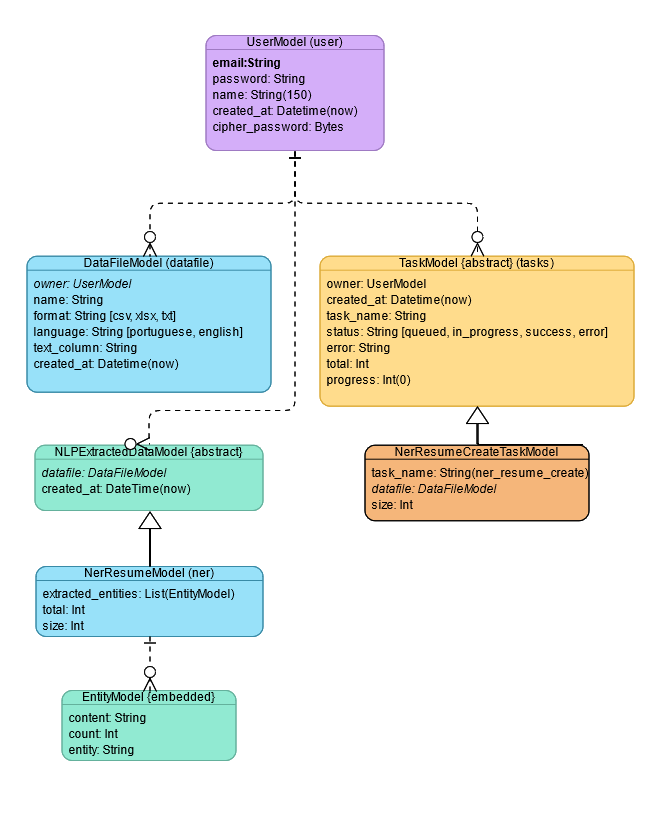 UserModel (user)
email:String
password: String
name: String(150)
created_at: Datetime(now)
cipher_password: Bytes
DataFileModel (datafile)
owner: UserModel
name: String
format: String [csv, xlsx, txt]
language: String [portuguese, english]
text_column: String
created_at: Datetime(now)
TaskModel {abstract} (tasks)
owner: UserModel
created_at: Datetime(now)
task_name: String
status: String [queued, in_progress, success, error]
error: String
total: Int
progress: Int(0)
NLPExtractedDataModel {abstract}
datafile: DataFileModel
created_at: DateTime(now)
NerResumeCreateTaskModel
task_name: String(ner_resume_create)
datafile: DataFileModel
size: Int
NerResumeModel (ner)
extracted_entities: List(EntityModel)
total: Int
size: Int
EntityModel {embedded}
content: String
count: Int
entity: String